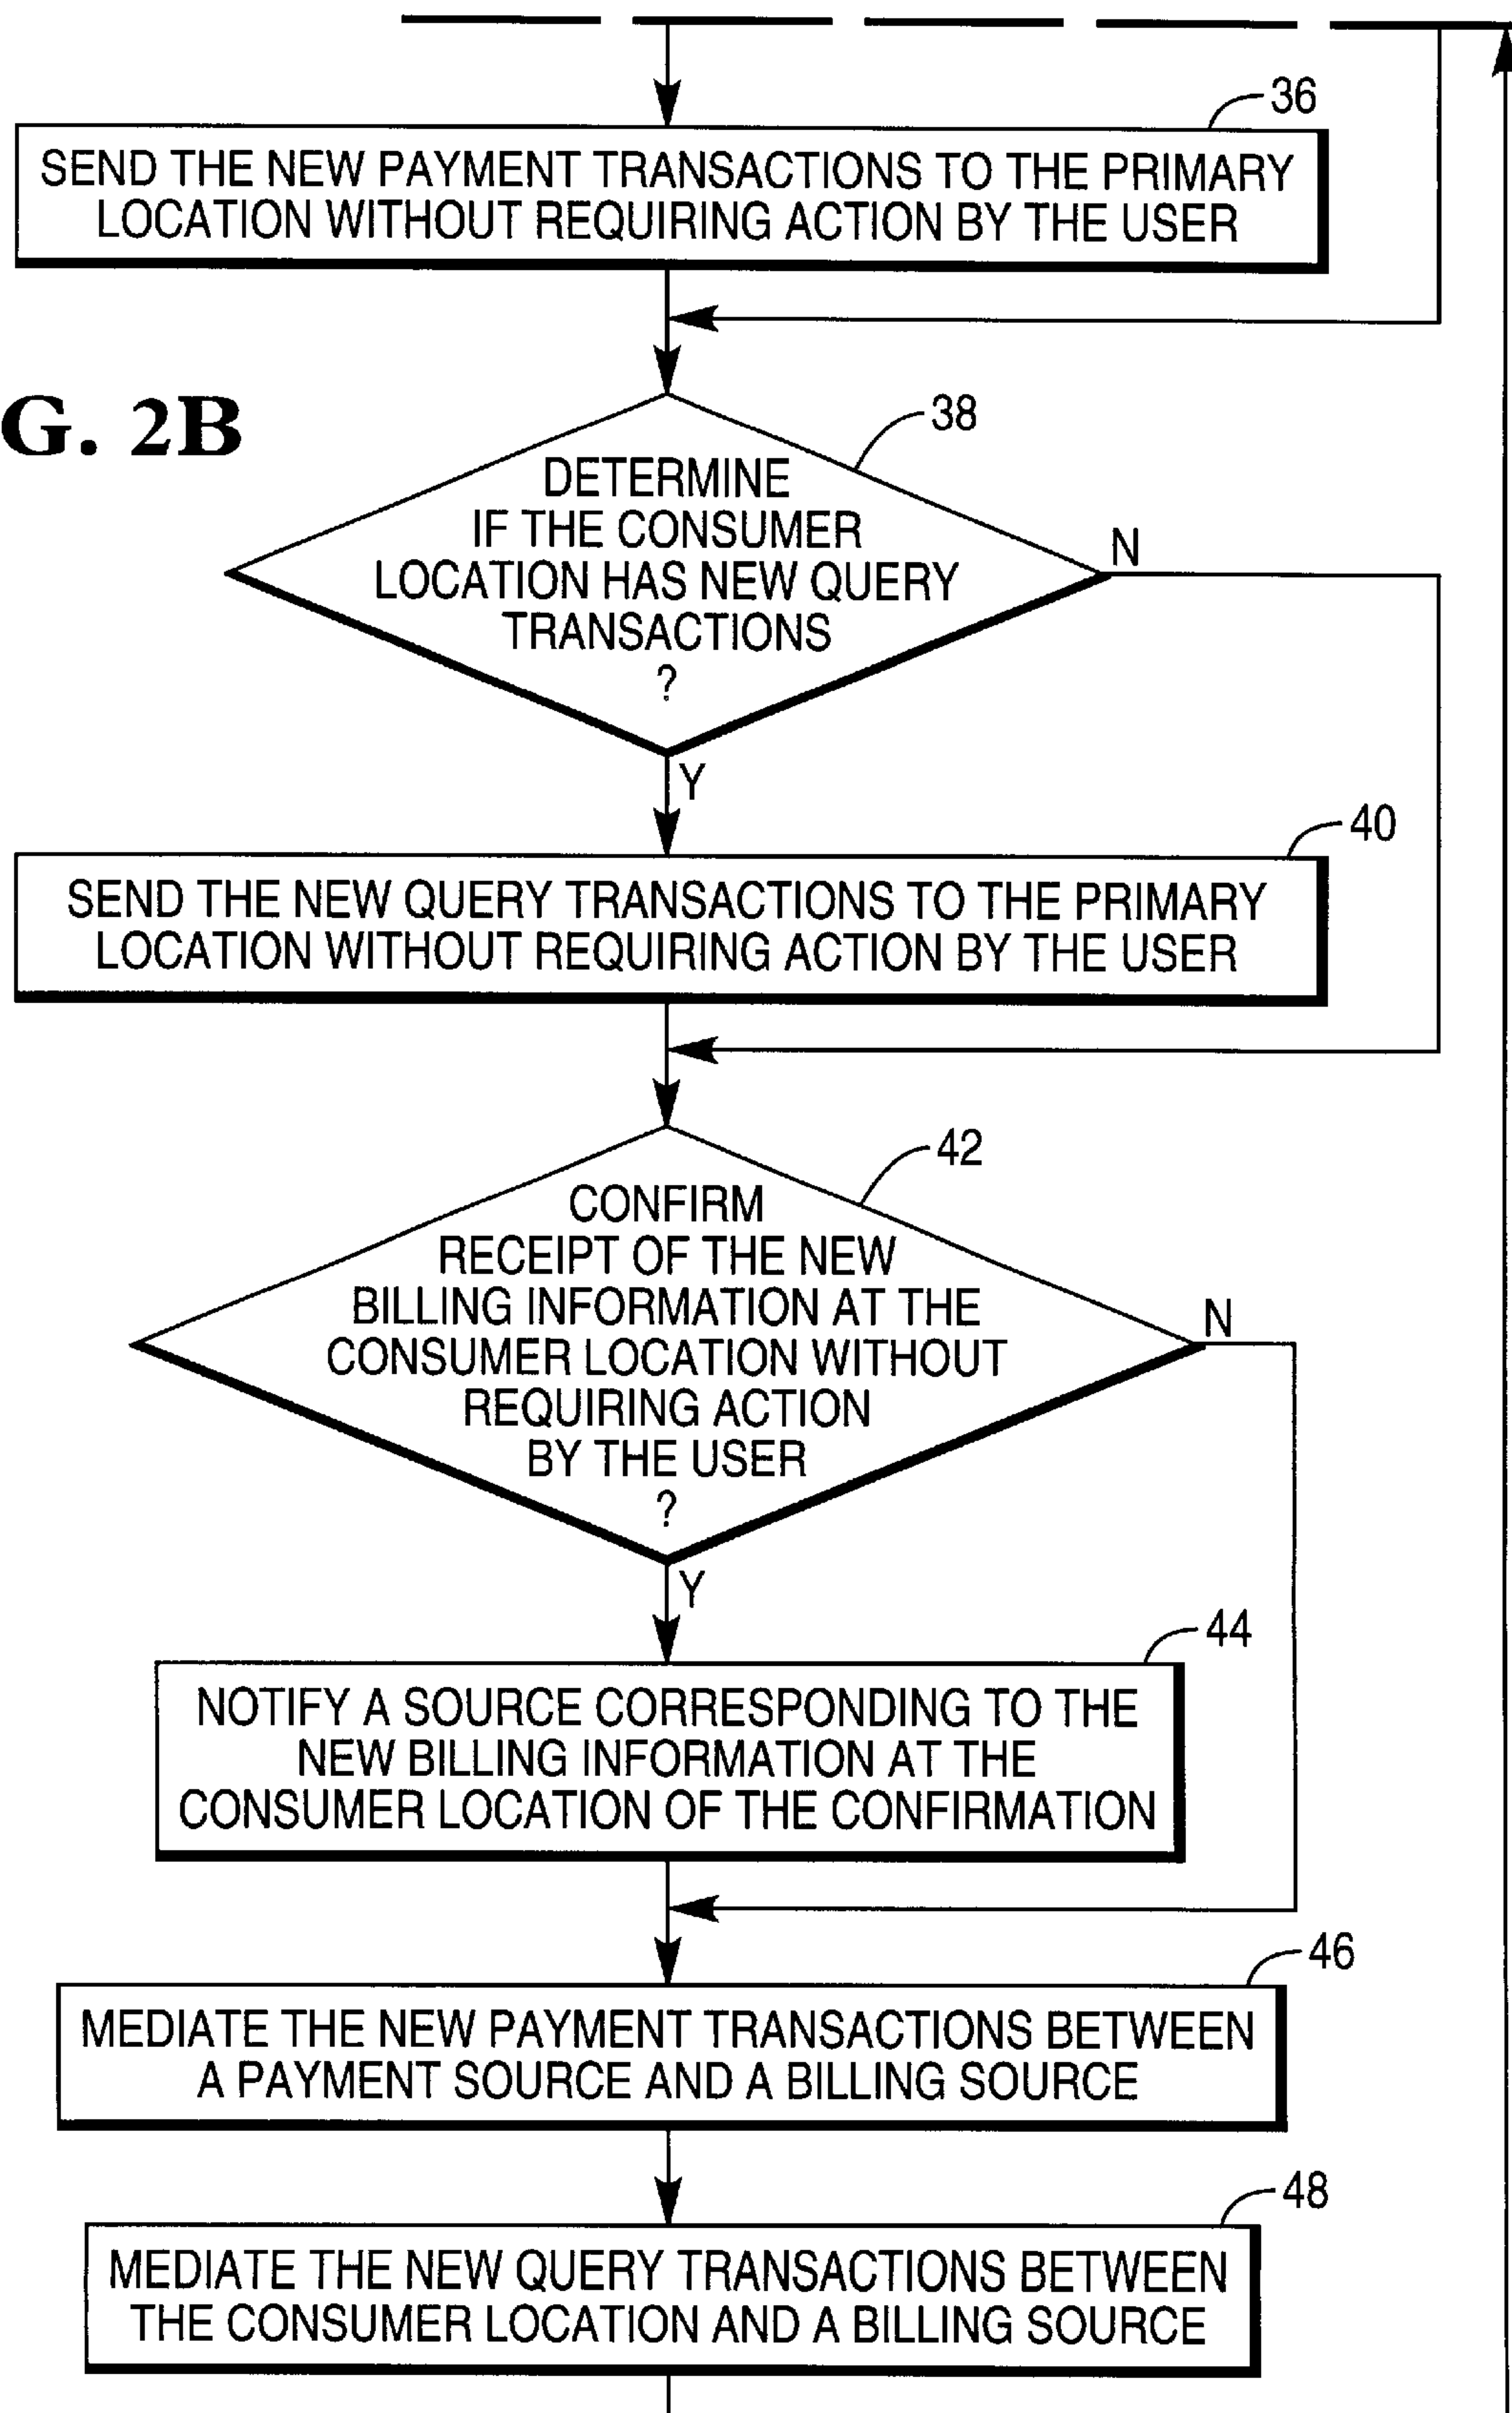 36
SEND THE NEW PAYMENT TRANSACTIONS TO THE PRIMARY
LOCATION WITHOUT REQUIRING ACTION BY THE USER
G. 2B
38
DETERMINE
IF THE CONSUMER
LOCATION HAS NEW QUERY
TRANSACTIONS
?
N
Y
40
SEND THE NEW QUERY TRANSACTIONS TO THE PRIMARY
LOCATION WITHOUT REQUIRING ACTION BY THE USER
42
CONFIRM
RECEIPT OF THE NEW
BILLING INFORMATION AT THE
CONSUMER LOCATION WITHOUT
REQUIRING ACTION
BY THE USER
?
N
Y
44
NOTIFY A SOURCE CORRESPONDING TO THE
NEW BILLING INFORMATION AT THE
CONSUMER LOCATION OF THE CONFIRMATION
46
MEDIATE THE NEW PAYMENT TRANSACTIONS BETWEEN
A PAYMENT SOURCE AND A BILLING SOURCE
48
MEDIATE THE NEW QUERY TRANSACTIONS BETWEEN
THE CONSUMER LOCATION AND A BILLING SOURCE